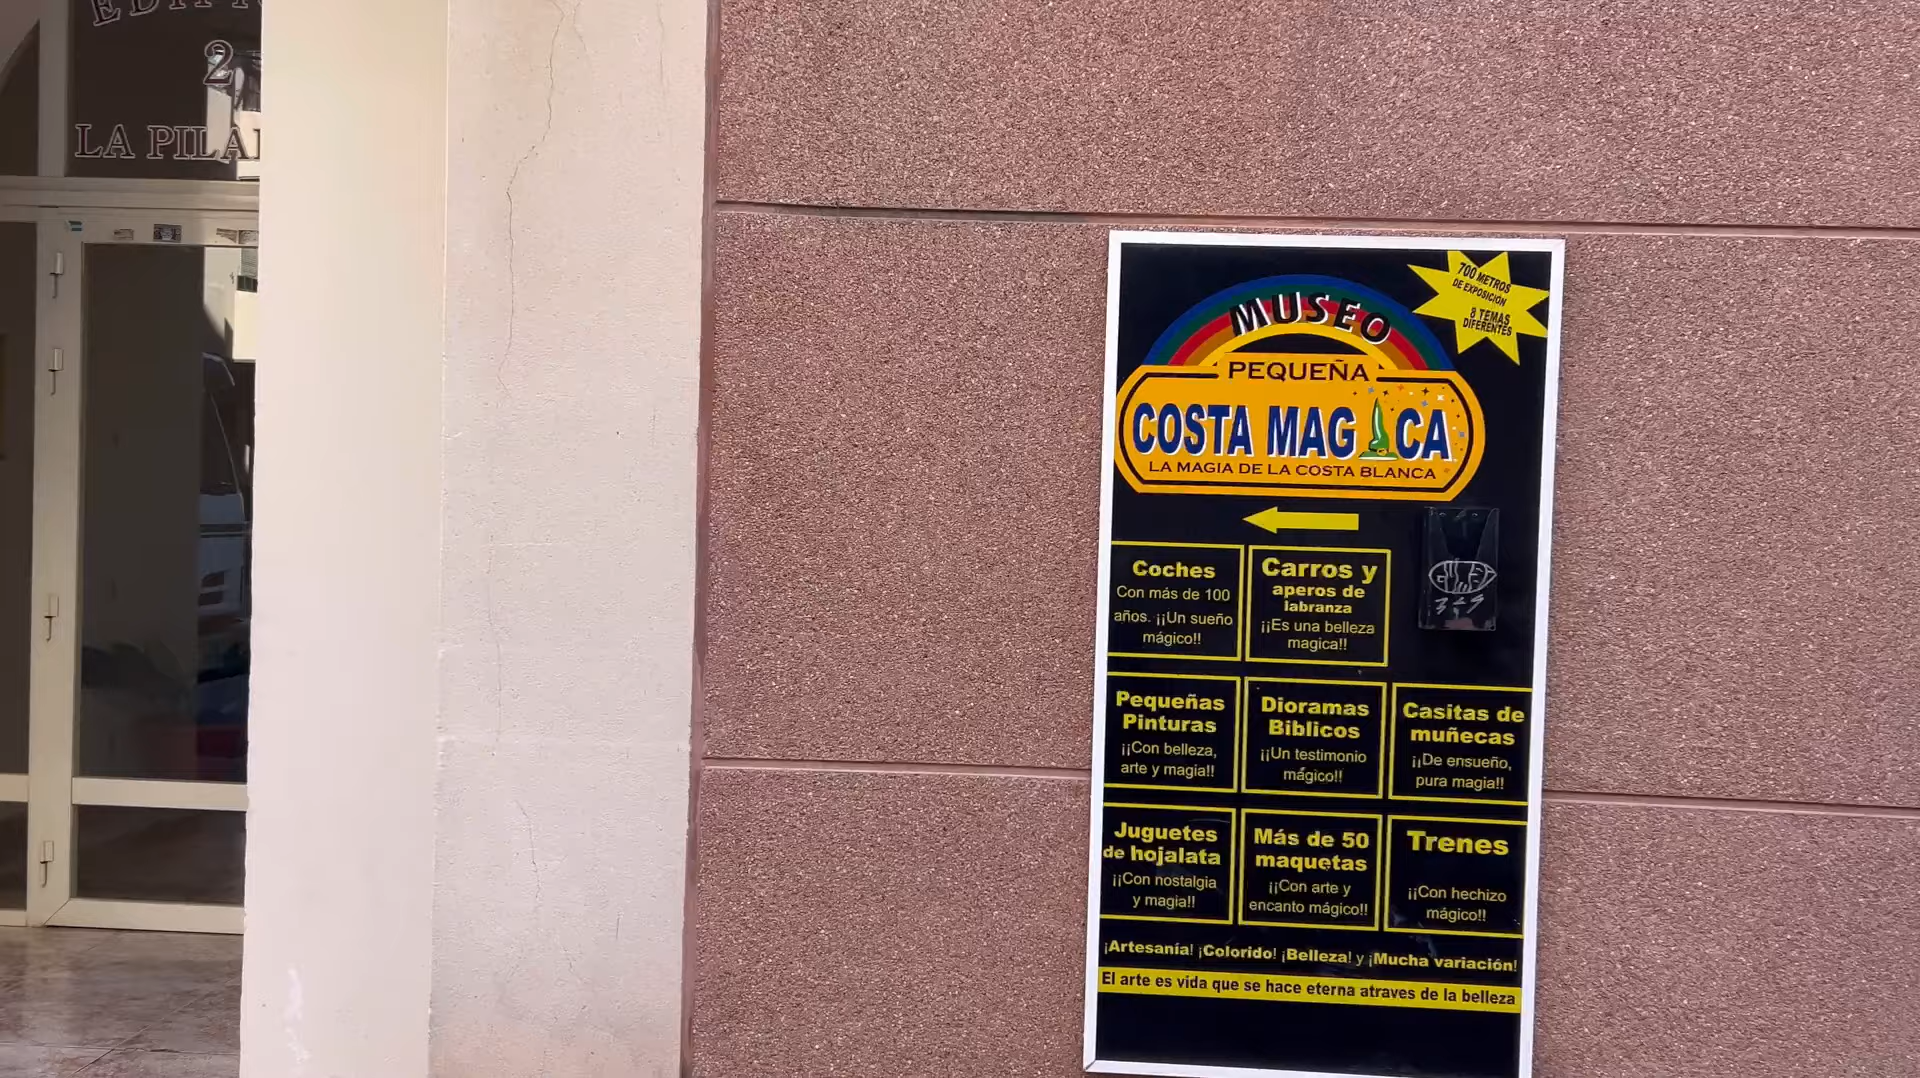 2
LA PILA
MUSEO
PEQUEÑA
COSTA MAGICA
LA MAGIA DE LA COSTA BLANCA
700 METROS
DE EXPOSICIÓN
8 TEMAS
DIFERENTES
Coches
Con más de 100
años. ¡¡Un sueño
mágico!!
Carros y
aperos de
labranza
¡¡Es una belleza
magica!!
Pequeñas
Pinturas
¡¡Con belleza,
arte y magia!!
Dioramas
Biblicos
¡¡Un testimonio
mágico!!
Casitas de
muñecas
¡¡De ensueño,
pura magia!!
Juguetes
de hojalata
¡¡Con nostalgia
y magia!!
Más de 50
maquetas
¡¡Con arte y
encanto mágico!!
Trenes
¡¡Con hechizo
mágico!!
¡Artesanía! ¡Colorido! ¡Belleza! y ¡Mucha variación!
El arte es vida que se hace eterna atraves de la belleza